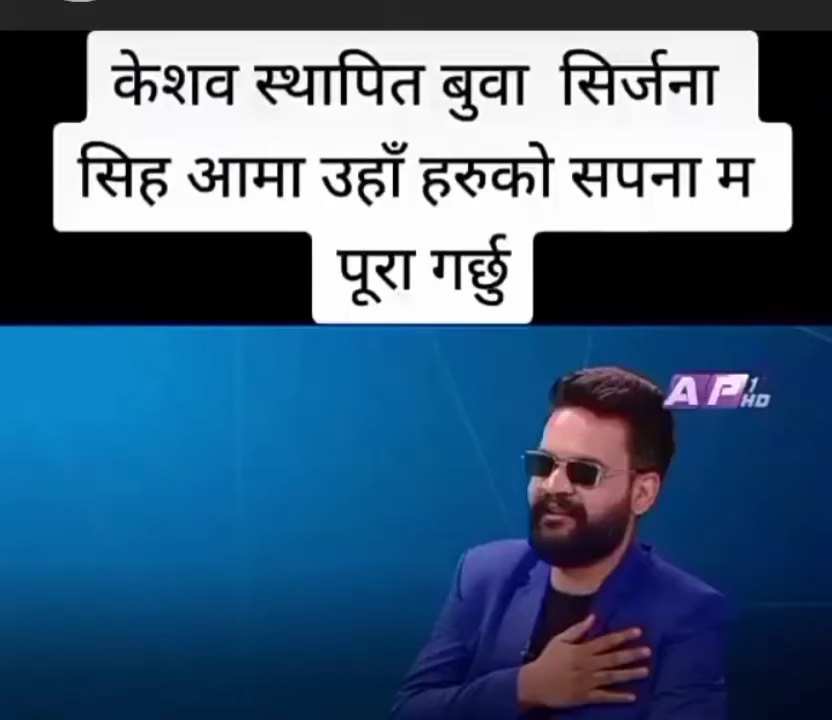 केशव स्थापित बुवा सिर्जना
सिह आमा उहाँ हरुको सपना म
पूरा गर्छु
AP1
HD